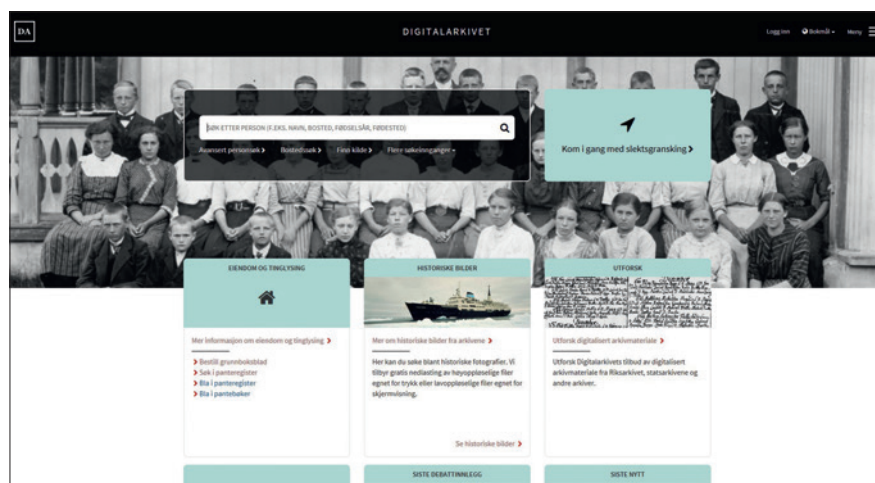 DA
DIGITALARKIVET
Logg inn
Bokmål
Meny
SØK ETTER PERSON (F.EKS. NAVN, BOSTED, FØDSELSÅR, FØDESTED)
Avansert personsøk
Bostedssøk
Finn kilde
Flere søkeinnganger
Kom i gang med slektsgransking
EIENDOM OG TINGLYSING
Mer informasjon om eiendom og tinglysing
Bestill grunnboksblad
Søk i panteregister
Bla i panteregister
Bla i pantebøker
HISTORISKE BILDER
Mer om historiske bilder fra arkivene
Her kan du søke blant historiske fotografier. Vi
tilbyr gratis nedlasting av høyoppløselige filer
egnet for trykk eller lavoppløselige filer egnet for
skjermvisning.
Se historiske bilder
UTFORSK
Utforsk digitalisert arkivmateriale
Utforsk Digitalarkivets tilbud av digitalisert
arkivmateriale fra Riksarkivet, statsarkivene og
andre arkiver.
SISTE DEBATTINNLEGG
SISTE NYTT